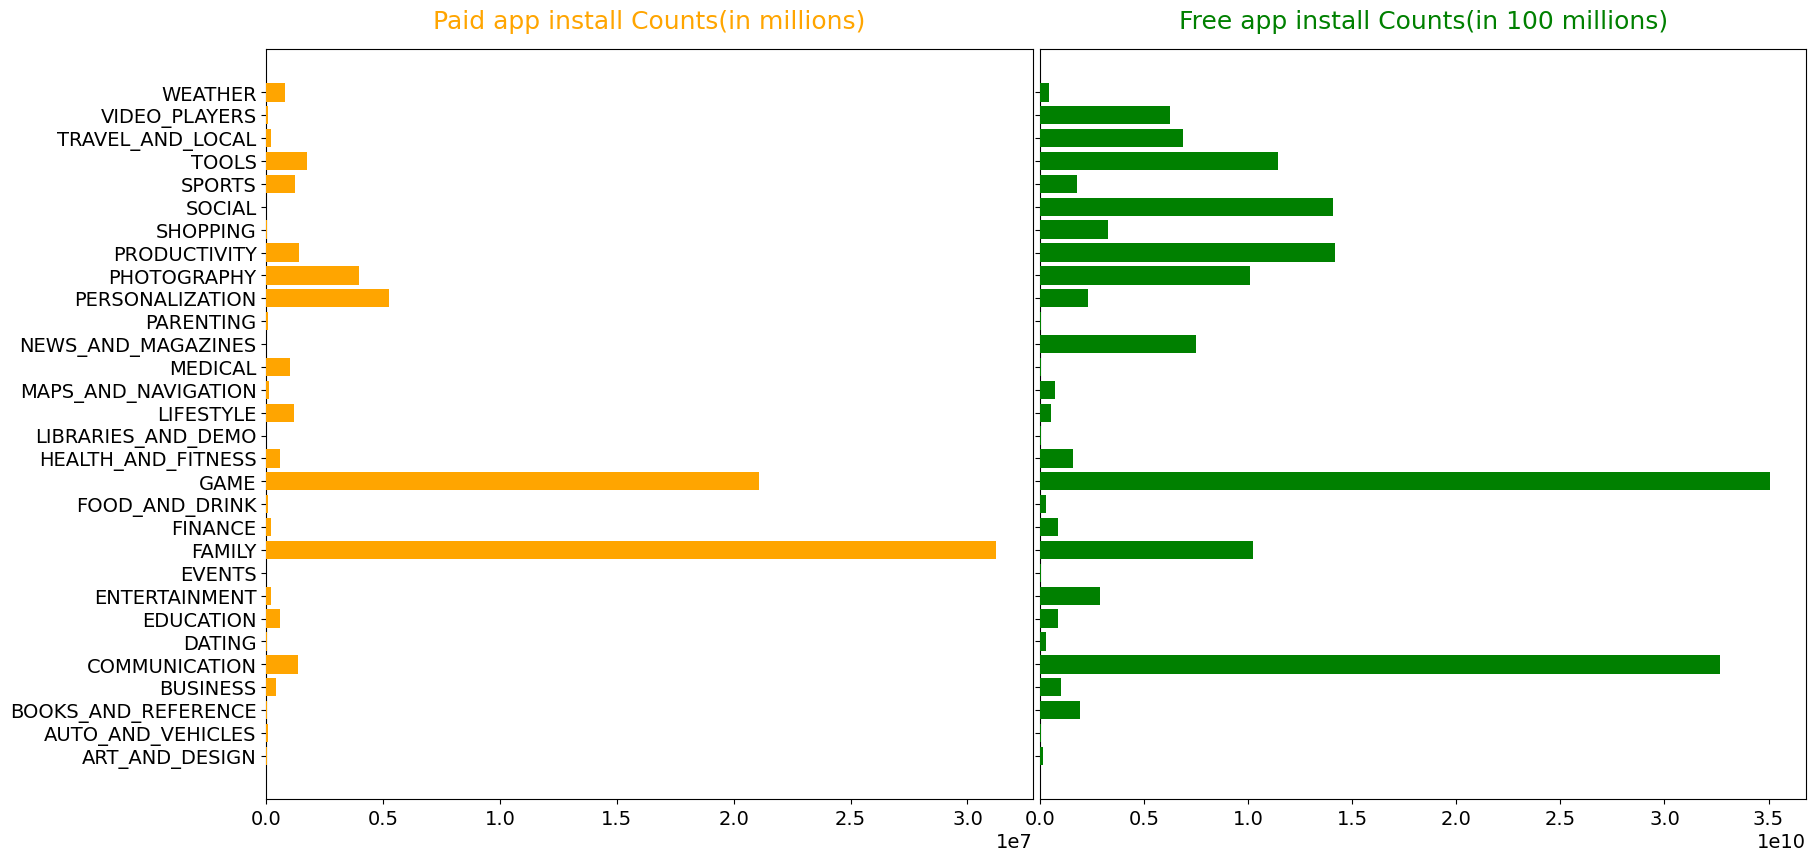 Paid app install Counts(in millions)
Free app install Counts(in 100 millions)
WEATHER
VIDEO_PLAYERS
TRAVEL_AND_LOCAL
TOOLS
SPORTS
SOCIAL
SHOPPING
PRODUCTIVITY
PHOTOGRAPHY
PERSONALIZATION
PARENTING
NEWS_AND_MAGAZINES
MEDICAL
MAPS_AND_NAVIGATION
LIFESTYLE
LIBRARIES_AND_DEMO
HEALTH_AND_FITNESS
GAME
FOOD_AND_DRINK
FINANCE
FAMILY
EVENTS
ENTERTAINMENT
EDUCATION
DATING
COMMUNICATION
BUSINESS
BOOKS_AND_REFERENCE
AUTO_AND_VEHICLES
ART_AND_DESIGN
0.0 0.5 1.0 1.5 2.0 2.5 3.0
1e7
0.0 0.5 1.0 1.5 2.0 2.5 3.0 3.5
1e10